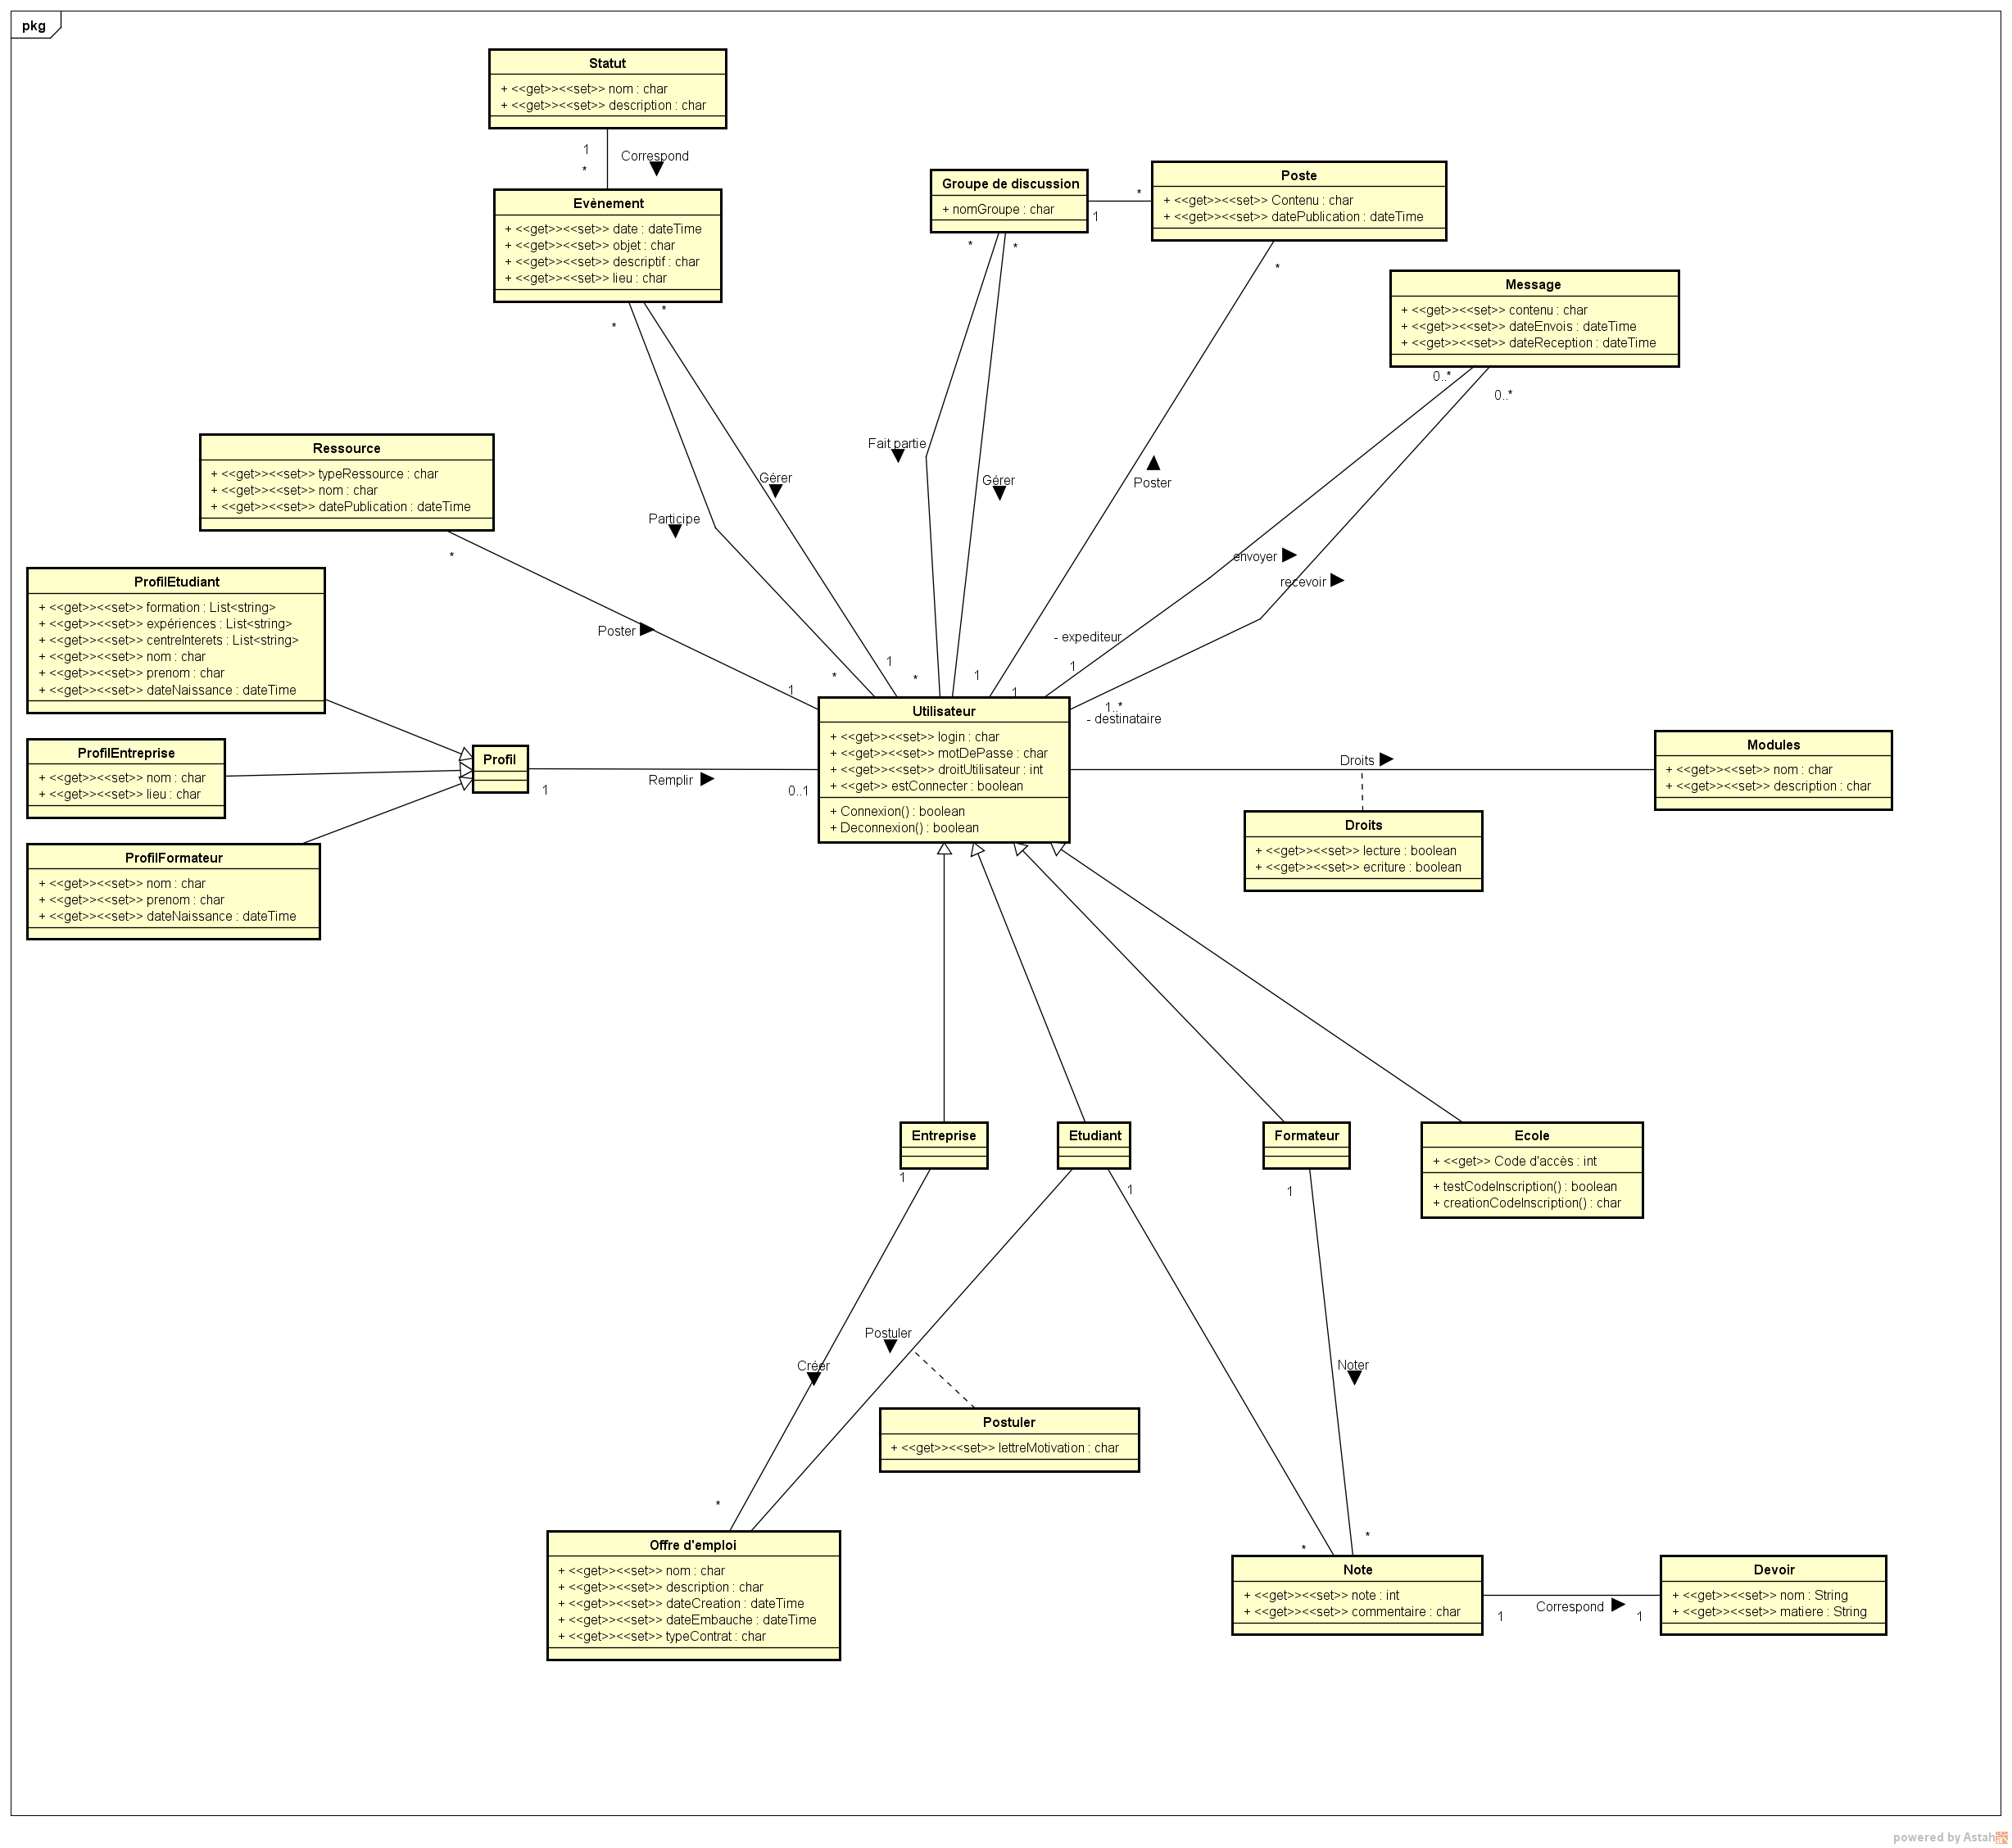 pkg
Statut
+ <<get>><<set>> nom : char
+ <<get>><<set>> description : char
1
*
Correspond
Evènement
+ <<get>><<set>> date : dateTime
+ <<get>><<set>> objet : char
+ <<get>><<set>> descriptif : char
+ <<get>><<set>> lieu : char
*
*
Groupe de discussion
+ nomGroupe : char
1
*
*
*
Poste
+ <<get>><<set>> Contenu : char
+ <<get>><<set>> datePublication : dateTime
*
Message
+ <<get>><<set>> contenu : char
+ <<get>><<set>> dateEnvois : dateTime
+ <<get>><<set>> dateReception : dateTime
0..*
0..*
Ressource
+ <<get>><<set>> typeRessource : char
+ <<get>><<set>> nom : char
+ <<get>><<set>> datePublication : dateTime
*
Fait partie
Gérer
Gérer
Poster
Participe
envoyer
recevoir
Poster
- expediteur
1
1
1
1
*
*
1
1..*
- destinataire
ProfilEtudiant
+ <<get>><<set>> formation : List<string>
+ <<get>><<set>> expériences : List<string>
+ <<get>><<set>> centreInterets : List<string>
+ <<get>><<set>> nom : char
+ <<get>><<set>> prenom : char
+ <<get>><<set>> dateNaissance : dateTime
ProfilEntreprise
+ <<get>><<set>> nom : char
+ <<get>><<set>> lieu : char
ProfilFormateur
+ <<get>><<set>> nom : char
+ <<get>><<set>> prenom : char
+ <<get>><<set>> dateNaissance : dateTime
Profil
1
Remplir
0..1
Utilisateur
+ <<get>><<set>> login : char
+ <<get>><<set>> motDePasse : char
+ <<get>><<set>> droitUtilisateur : int
+ <<get>> estConnecter : boolean
+ Connexion() : boolean
+ Deconnexion() : boolean
Droits
Modules
+ <<get>><<set>> nom : char
+ <<get>><<set>> description : char
Droits
+ <<get>><<set>> lecture : boolean
+ <<get>><<set>> ecriture : boolean
Entreprise
1
Etudiant
1
Formateur
1
Ecole
+ <<get>> Code d'accès : int
+ testCodeInscription() : boolean
+ creationCodeInscription() : char
Postuler
Créer
Noter
Postuler
+ <<get>><<set>> lettreMotivation : char
*
*
*
Offre d'emploi
+ <<get>><<set>> nom : char
+ <<get>><<set>> description : char
+ <<get>><<set>> dateCreation : dateTime
+ <<get>><<set>> dateEmbauche : dateTime
+ <<get>><<set>> typeContrat : char
Note
+ <<get>><<set>> note : int
+ <<get>><<set>> commentaire : char
1
Correspond
1
Devoir
+ <<get>><<set>> nom : String
+ <<get>><<set>> matiere : String
powered by Astah